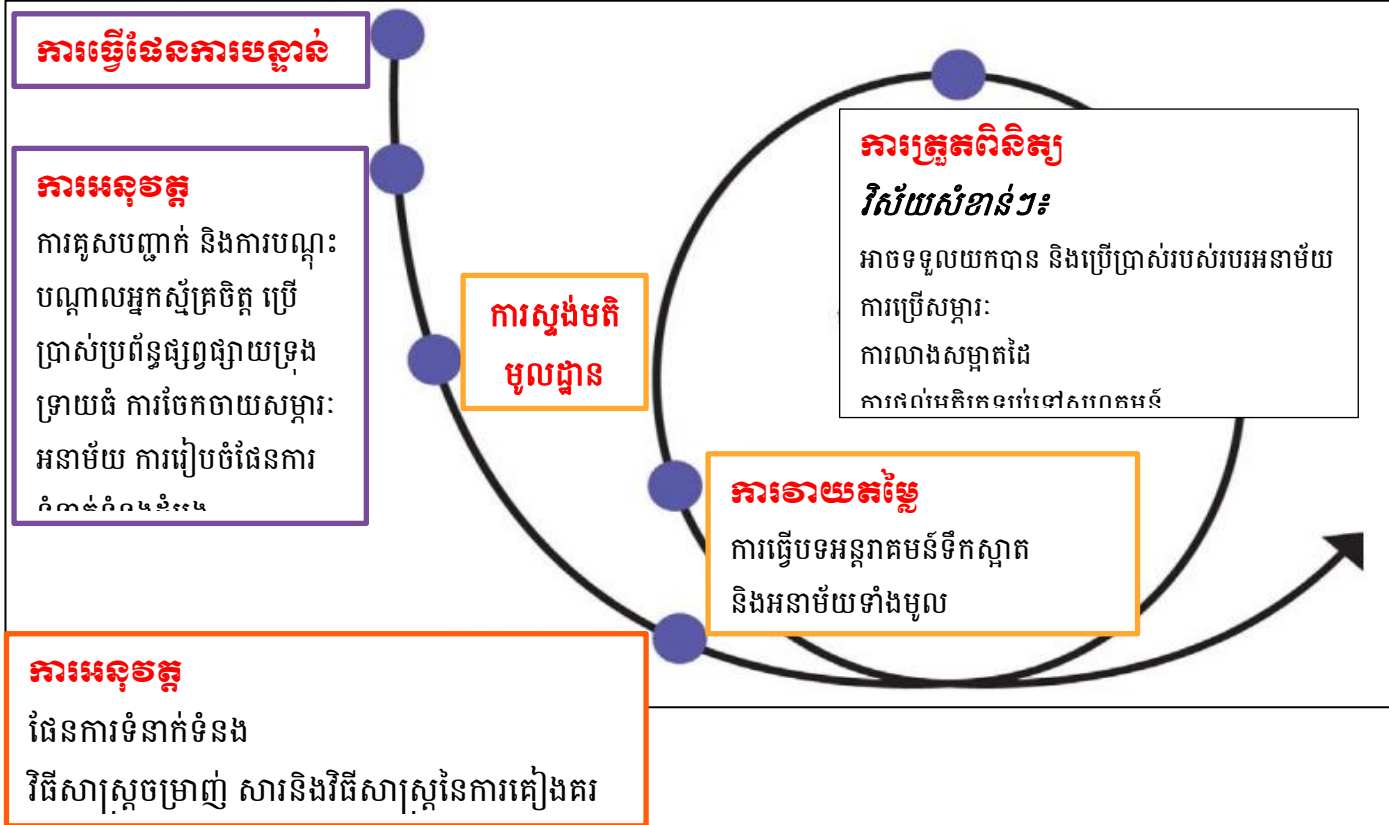 ការធ្វើផែនការបន្ទាន់
ការអនុវត្ត
ការគូសបញ្ជាក់ និងការបណ្តុះ
បណ្តាលអ្នកស្ម័គ្រចិត្ត ប្រើ
ប្រាស់ប្រព័ន្ធផ្សព្វផ្សាយទ្រុង
ទ្រាយធំ ការចែកចាយសម្ភារៈ
អនាម័យ ការរៀបចំផែនការ
ការស្ទង់មតិ
មូលដ្ឋាន
ការត្រួតពិនិត្យ
វិស័យសំខាន់ៗ៖
អាចទទួលយកបាន និងប្រើប្រាស់របស់របរអនាម័យ
ការប្រើសម្ភារៈ
ការលាងសម្អាតដៃ
ការវាយតម្លៃ
ការធ្វើបទអន្តរាគមន៍ទឹកស្អាត
និងអនាម័យទាំងមូល
ការអនុវត្ត
ផែនការទំនាក់ទំនង
វិធីសាស្ត្រចម្រាញ់ សារនិងវិធីសាស្ត្រនៃការគៀងគរ